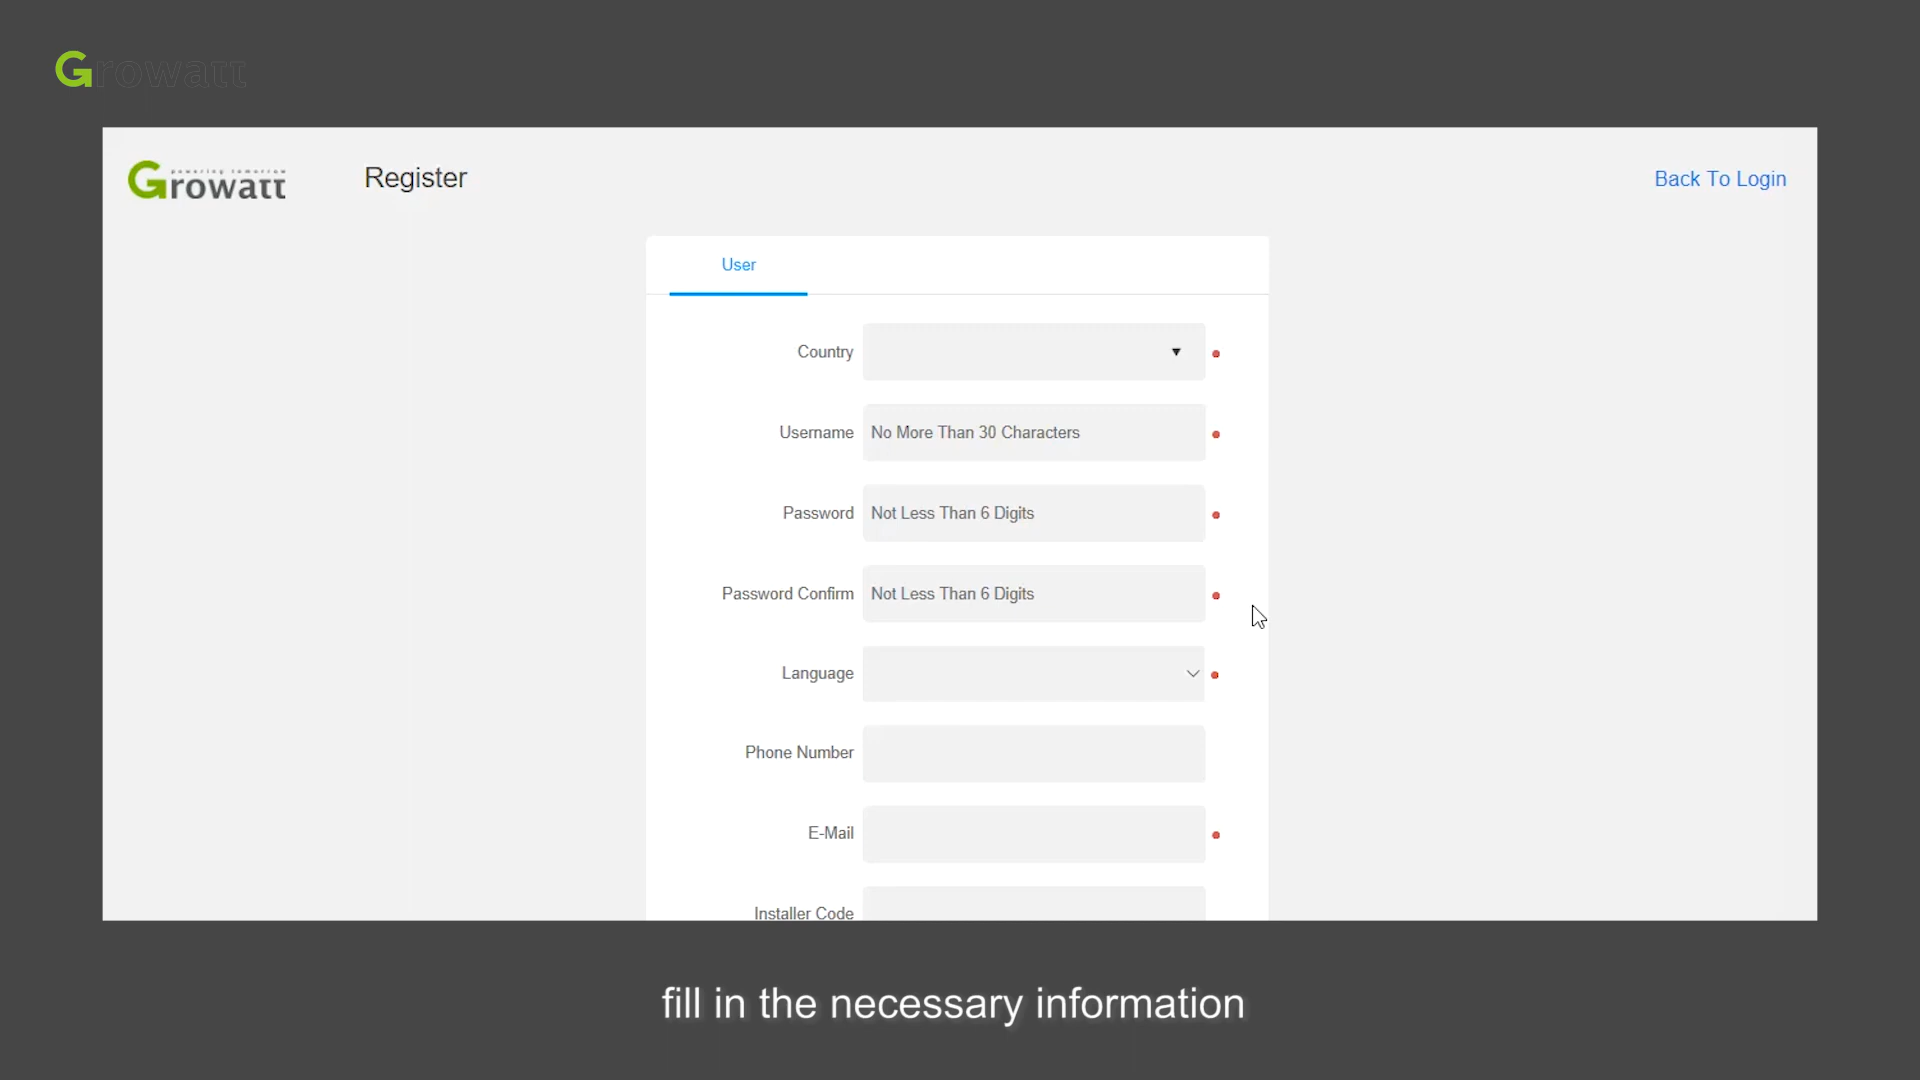 Growatt
powering tomorrow
Growatt
Register
Back To Login
User
Country
Username No More Than 30 Characters
Password Not Less Than 6 Digits
Password Confirm Not Less Than 6 Digits
Language
Phone Number
E-Mail
Installer Code
fill in the necessary information